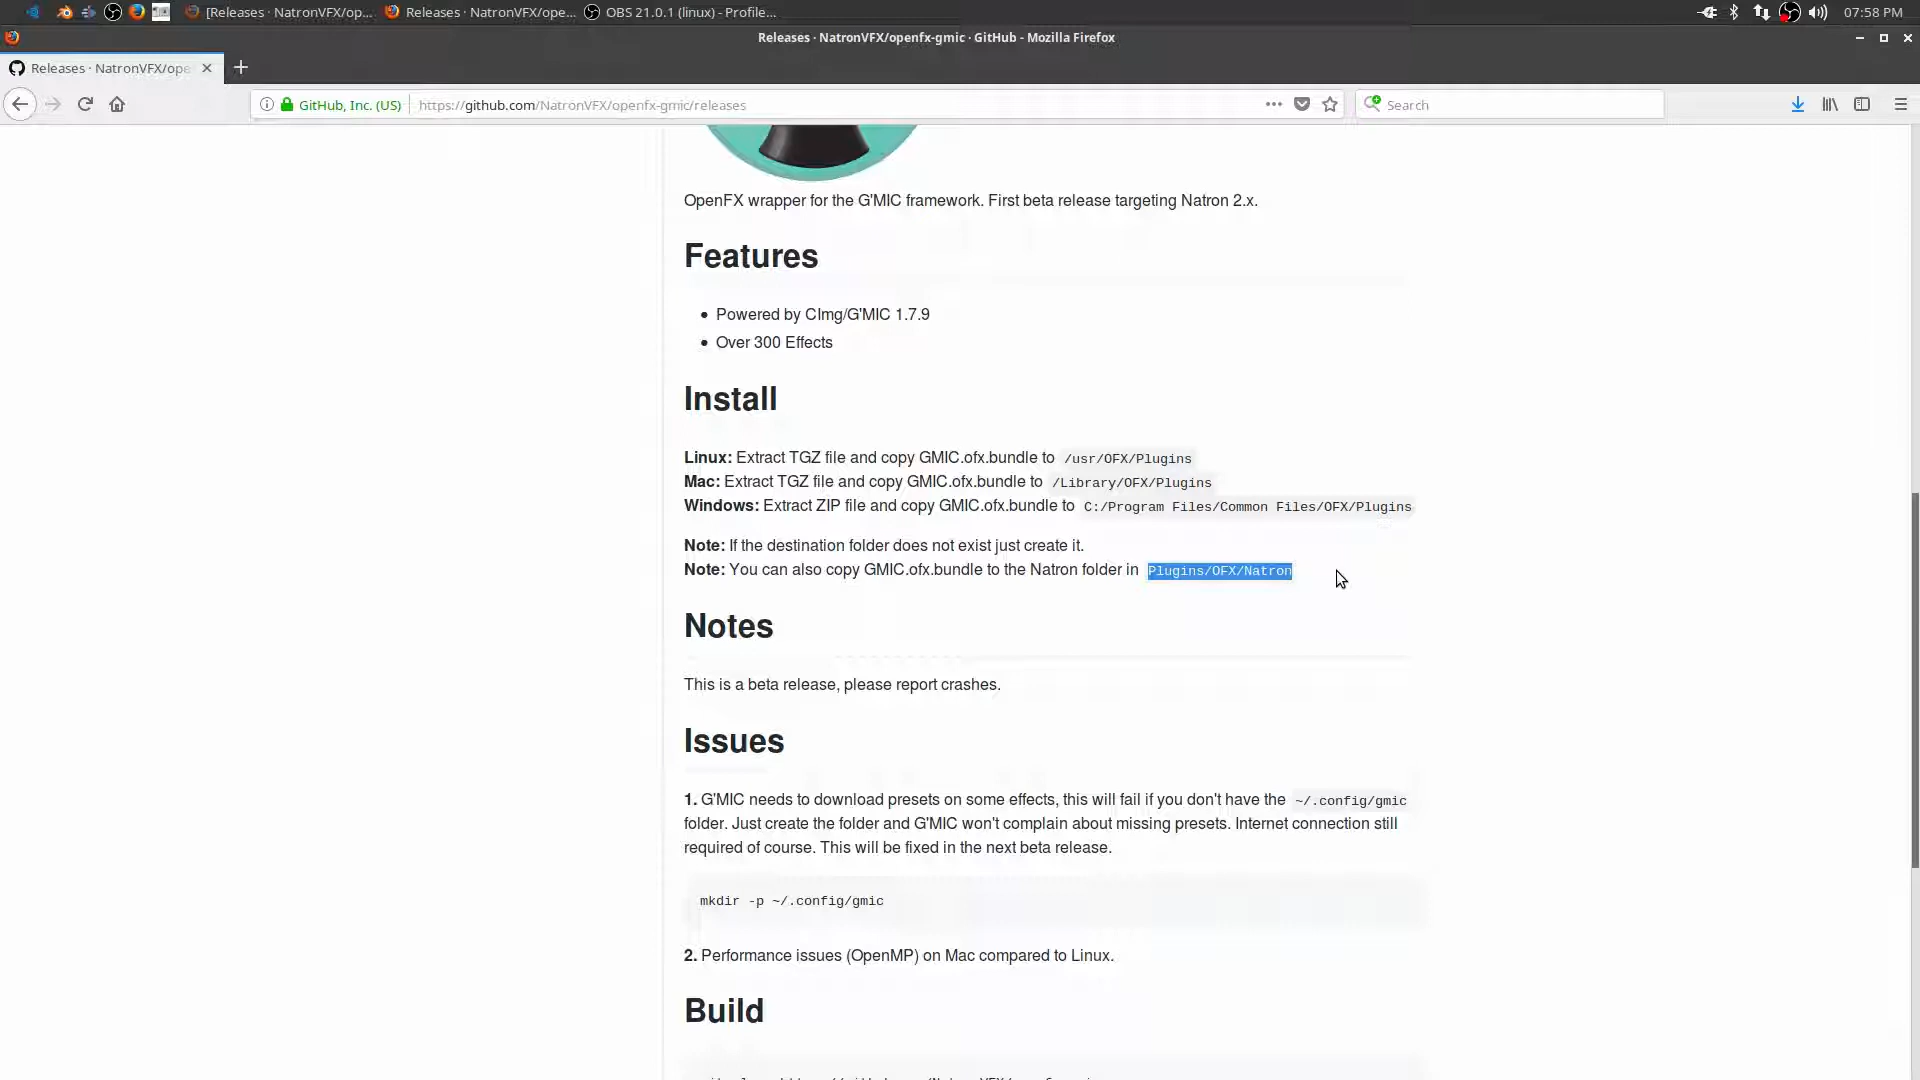 [Releases · NatronVFX/op...
Releases · NatronVFX/ope...
OBS 21.0.1 (linux) - Profile...
07:58 PM
Releases · NatronVFX/openfx-gmic · GitHub - Mozilla Firefox
Releases · NatronVFX/ope
GitHub, Inc. (US)
https://github.com/NatronVFX/openfx-gmic/releases
Search
OpenFX wrapper for the G'MIC framework. First beta release targeting Natron 2.x.
Features
Powered by CImg/G'MIC 1.7.9
Over 300 Effects
Install
Linux: Extract TGZ file and copy GMIC.ofx.bundle to /usr/OFX/Plugins
Mac: Extract TGZ file and copy GMIC.ofx.bundle to /Library/OFX/Plugins
Windows: Extract ZIP file and copy GMIC.ofx.bundle to C:/Program Files/Common Files/OFX/Plugins
Note: If the destination folder does not exist just create it.
Note: You can also copy GMIC.ofx.bundle to the Natron folder in Plugins/OFX/Natron
Notes
This is a beta release, please report crashes.
Issues
1. G'MIC needs to download presets on some effects, this will fail if you don't have the ~/.config/gmic
folder. Just create the folder and G'MIC won't complain about missing presets. Internet connection still
required of course. This will be fixed in the next beta release.
mkdir -p ~/.config/gmic
2. Performance issues (OpenMP) on Mac compared to Linux.
Build